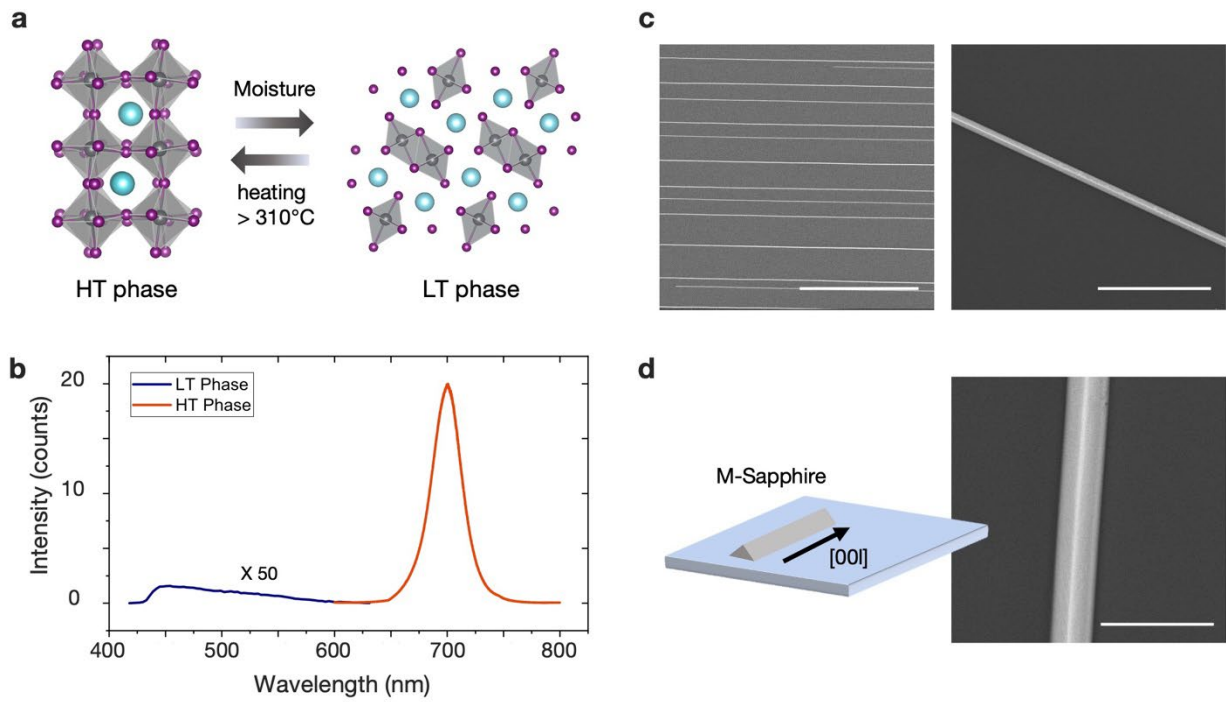 a
Moisture
heating
> 310°C
HT phase
LT phase
b
LT Phase
HT Phase
X 50
Intensity (counts)
20
10
0
400
500
600
700
800
Wavelength (nm)
c
d
M-Sapphire
[00l]